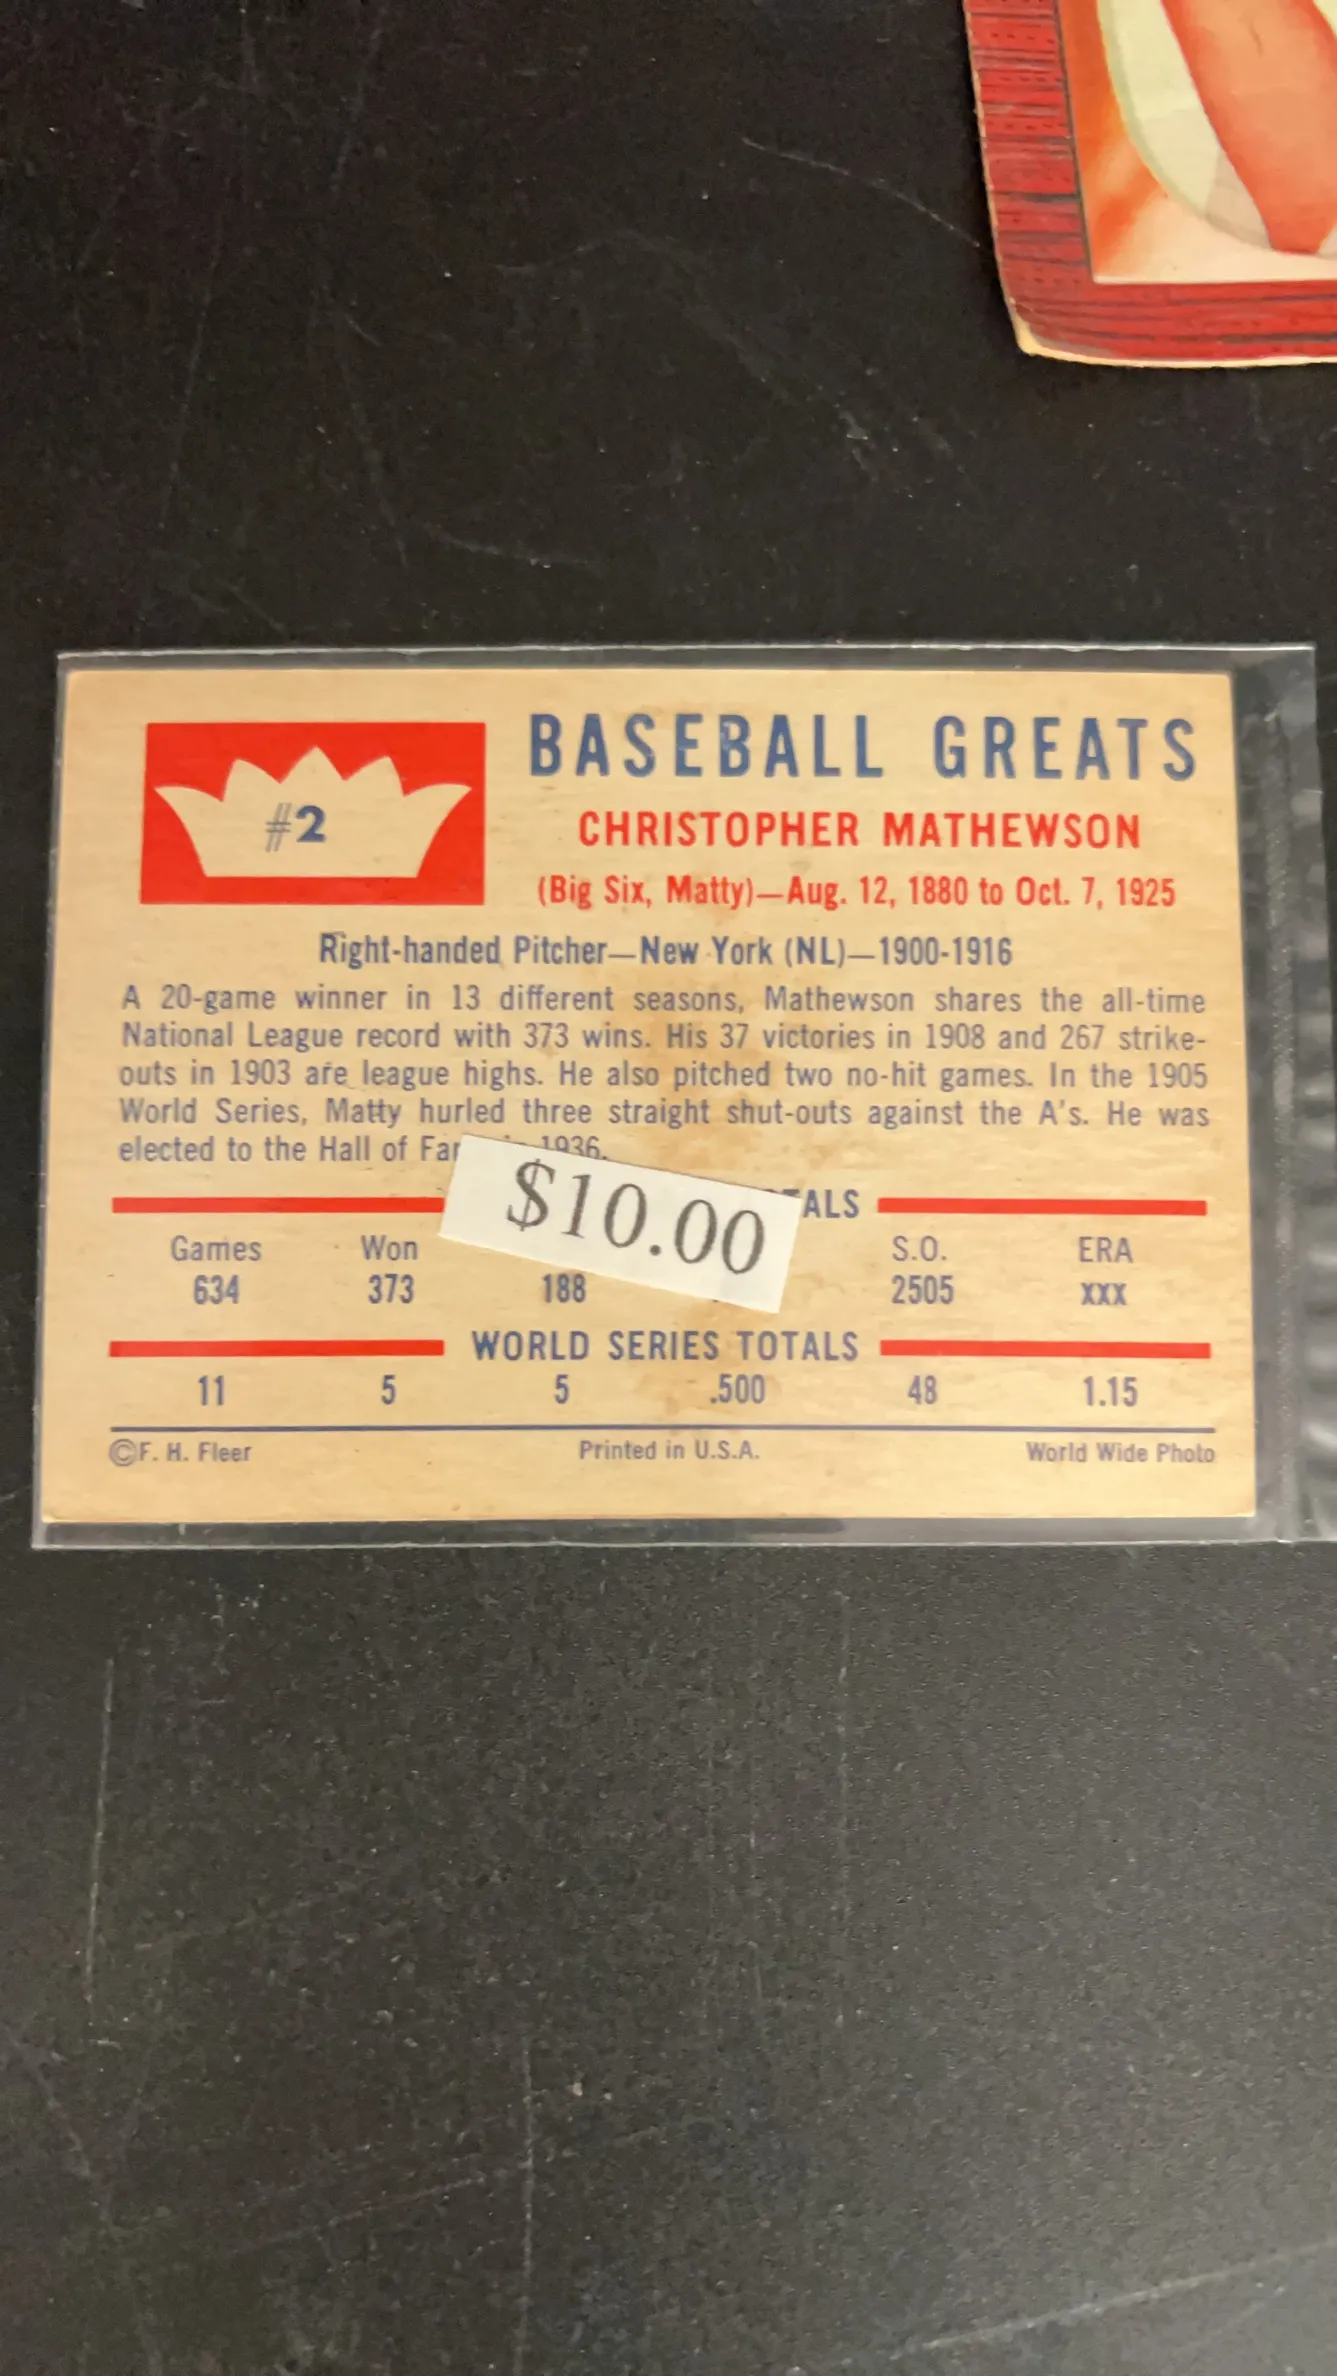 #2
BASEBALL GREATS
CHRISTOPHER MATHEWSON
(Big Six, Matty)—Aug. 12, 1880 to Oct. 7, 1925
Right-handed Pitcher—New York (NL)—1900-1916
A 20-game winner in 13 different seasons, Mathewson shares the all-time
National League record with 373 wins. His 37 victories in 1908 and 267 strike-
outs in 1903 are league highs. He also pitched two no-hit games. In the 1905
World Series, Matty hurled three straight shut-outs against the A's. He was
elected to the Hall of 1936.
$10.00
Games Won S.O. ERA
634 373 188 2505 XXX
WORLD SERIES TOTALS
11 5 5 .500 48 1.15
©F. H. Fleer Printed in U.S.A. World Wide Photo